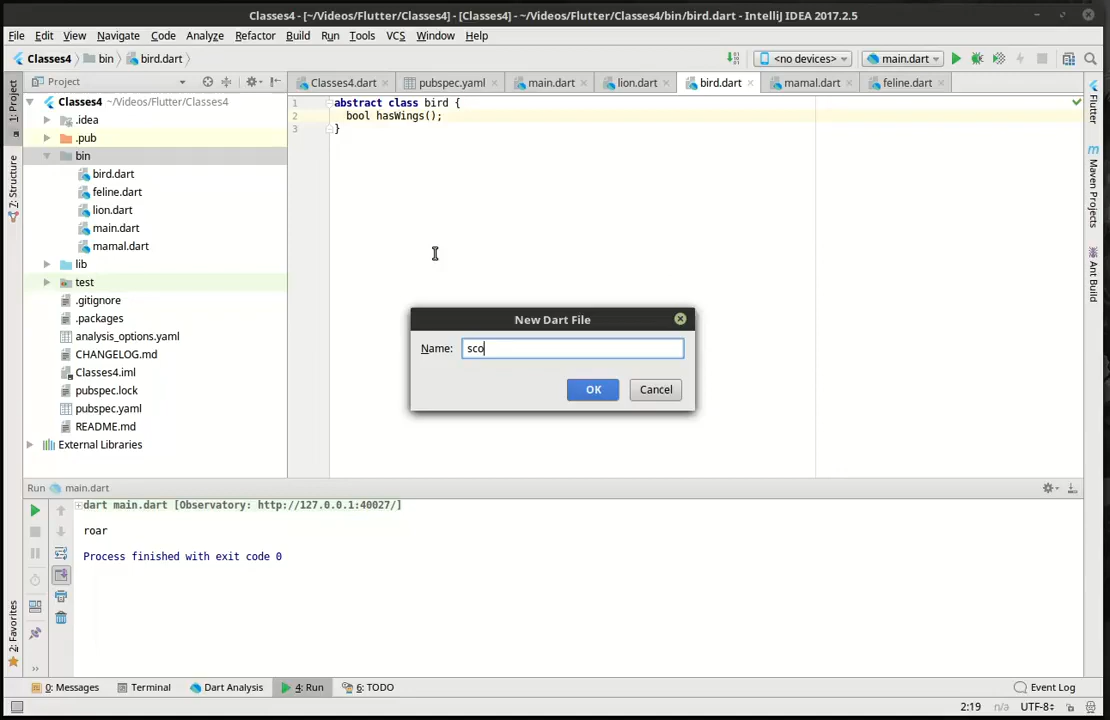 Classes4 - [~/Videos/Flutter/Classes4] - [Classes4] - ~/Videos/Flutter/Classes4/bin/bird.dart - IntelliJ IDEA 2017.2.5
File Edit View Navigate Code Analyze Refactor Build Run Tools VCS Window Help
Classes4 bin bird.dart <no devices> main.dart
Project Classes4.dart pubspec.yaml main.dart lion.dart bird.dart mamal.dart feline.dart
1: Project
7: Structure
2: Favorites
Classes4 ~/Videos/Flutter/Classes4
.idea
.pub
bin
bird.dart
feline.dart
lion.dart
main.dart
mamal.dart
lib
test
.gitignore
.packages
analysis_options.yaml
CHANGELOG.md
Classes4.iml
pubspec.lock
pubspec.yaml
README.md
External Libraries
1 abstract class bird {
2 bool hasWings();
3 }
New Dart File
Name: sco
OK Cancel
Flutter
Maven Projects
Ant Build
Run main.dart
dart main.dart [Observatory: http://127.0.0.1:40027/]
roar
Process finished with exit code 0
0: Messages Terminal Dart Analysis 4: Run 6: TODO Event Log
2:19 n/a UTF-8